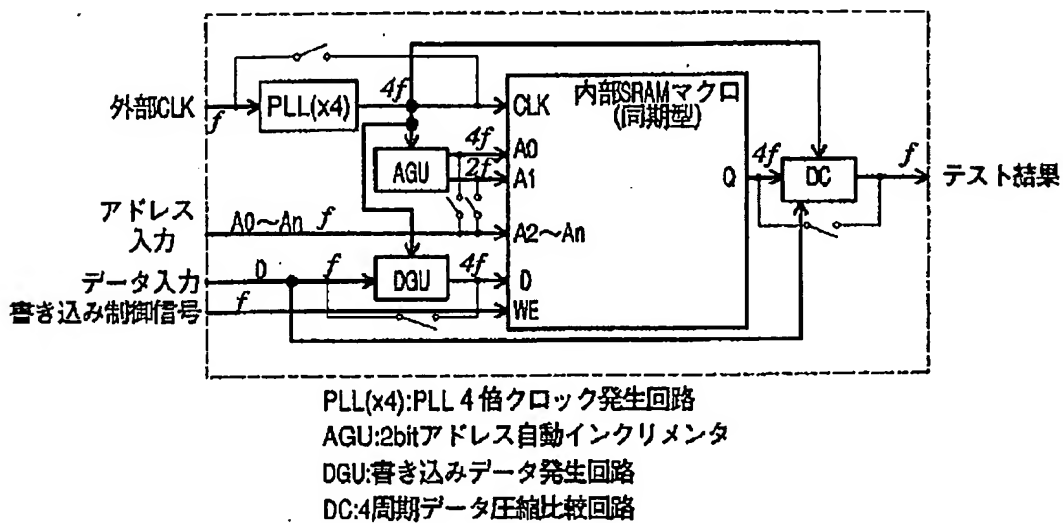 外部CLK
f
PLL(x4)
4f
CLK
内部SRAMマクロ
(同期型)
AGU
4f
A0
2f
A1
Q
4f
DC
f
テスト結果
アドレス
入力
A0～An
f
A2～An
データ入力
D
f
DGU
4f
D
書き込み制御信号
f
WE
PLL(x4):PLL 4倍クロック発生回路
AGU:2bitアドレス自動インクリメンタ
DGU:書き込みデータ発生回路
DC:4周期データ圧縮比較回路